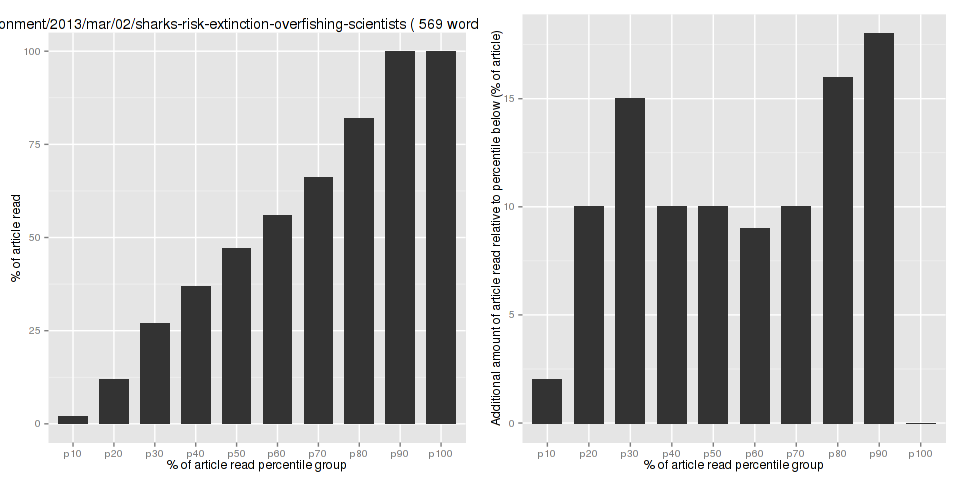 onment/2013/mar/02/sharks-risk-extinction-overfishing-scientists ( 569 word
% of article read
100
75
50
25
0
p10 p20 p30 p40 p50 p60 p70 p80 p90 p100
% of article read percentile group
Additional amount of article read relative to percentile below (% of article)
15
10
5
0
p10 p20 p30 p40 p50 p60 p70 p80 p90 p100
% of article read percentile group